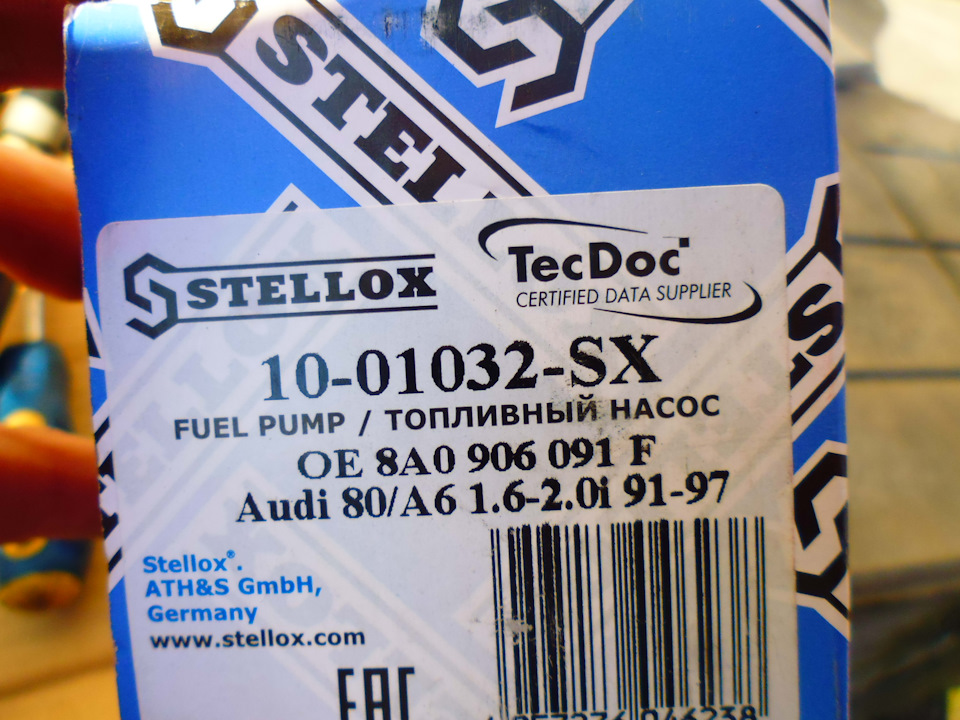 STELLOX
STELLOX
TecDoc
CERTIFIED DATA SUPPLIER
10-01032-SX
FUEL PUMP / ТОПЛИВНЫЙ НАСОС
OE 8A0 906 091 F
Audi 80/A6 1.6-2.0i 91-97
Stellox®.
ATH&S GmbH,
Germany
www.stellox.com
EAC